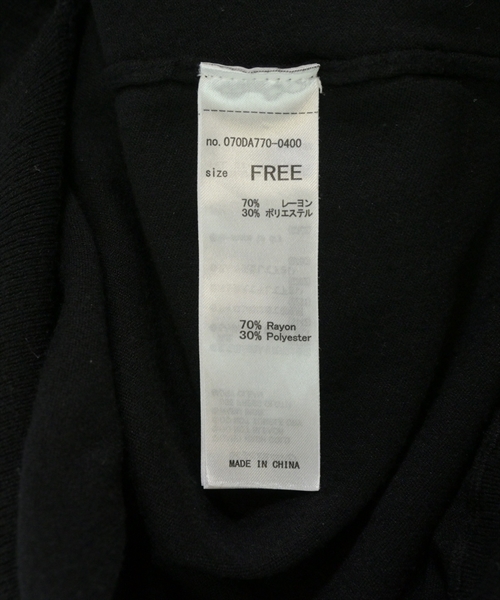 no. 070DA770-0400
size FREE
70% レーヨン
30% ポリエステル
70% Rayon
30% Polyester
MADE IN CHINA